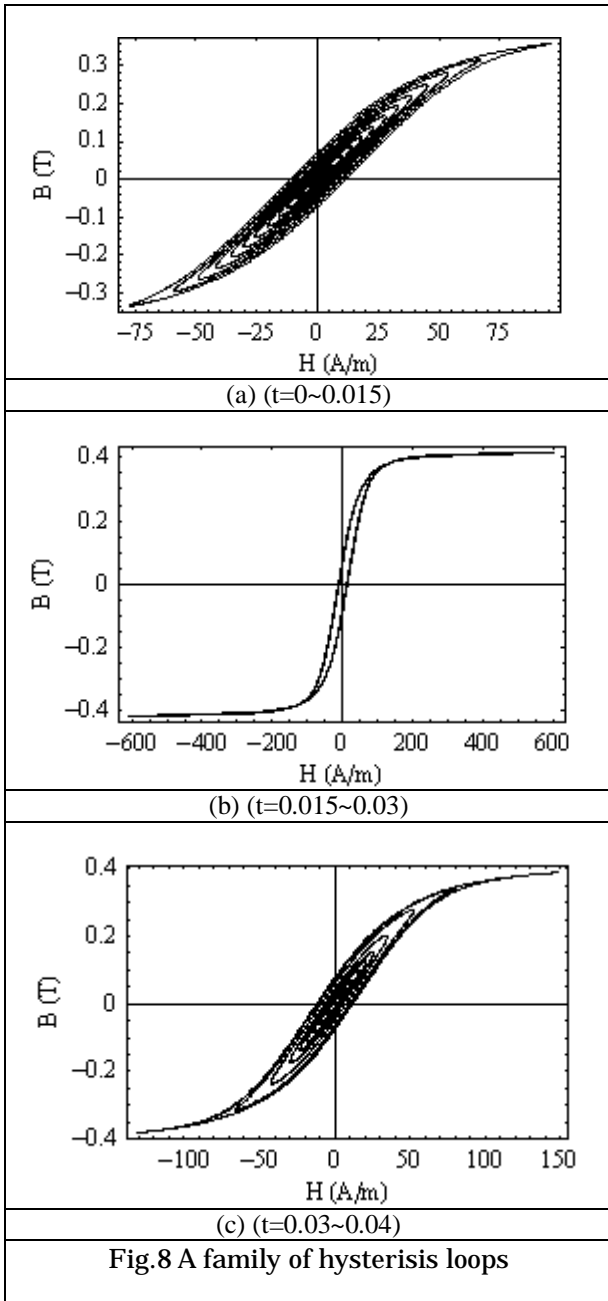 0.3
0.2
0.1
0
−0.1
−0.2
−0.3
B (T)
−75 −50 −25 0 25 50 75
H (A/m)
(a) (t=0~0.015)
0.4
0.2
0
−0.2
−0.4
B (T)
−600 −400 −200 0 200 400 600
H (A/m)
(b) (t=0.015~0.03)
0.4
0.2
0
−0.2
−0.4
B (T)
−100 −50 0 50 100 150
H (A/m)
(c) (t=0.03~0.04)
Fig.8 A family of hysterisis loops